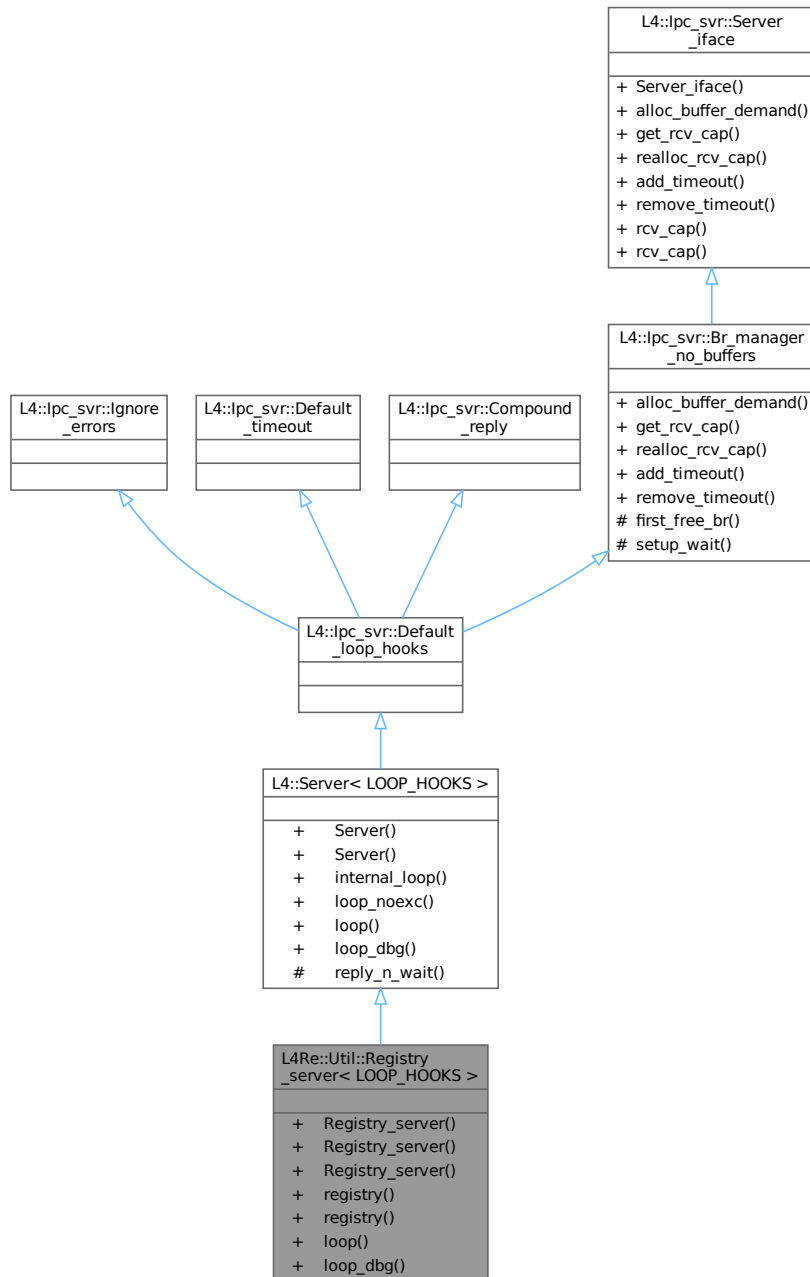 L4::Ipc_svr::Server
_iface
+ Server_iface()
+ alloc_buffer_demand()
+ get_rcv_cap()
+ realloc_rcv_cap()
+ add_timeout()
+ remove_timeout()
+ rcv_cap()
+ rcv_cap()
L4::Ipc_svr::Br_manager
_no_buffers
+ alloc_buffer_demand()
+ get_rcv_cap()
+ realloc_rcv_cap()
+ add_timeout()
+ remove_timeout()
# first_free_br()
# setup_wait()
L4::Ipc_svr::Ignore
_errors
L4::Ipc_svr::Default
_timeout
L4::Ipc_svr::Compound
_reply
L4::Ipc_svr::Default
_loop_hooks
L4::Server< LOOP_HOOKS >
+ Server()
+ Server()
+ internal_loop()
+ loop_noexc()
+ loop()
+ loop_dbg()
# reply_n_wait()
L4Re::Util::Registry
_server< LOOP_HOOKS >
+ Registry_server()
+ Registry_server()
+ Registry_server()
+ registry()
+ registry()
+ loop()
+ loop_dbg()